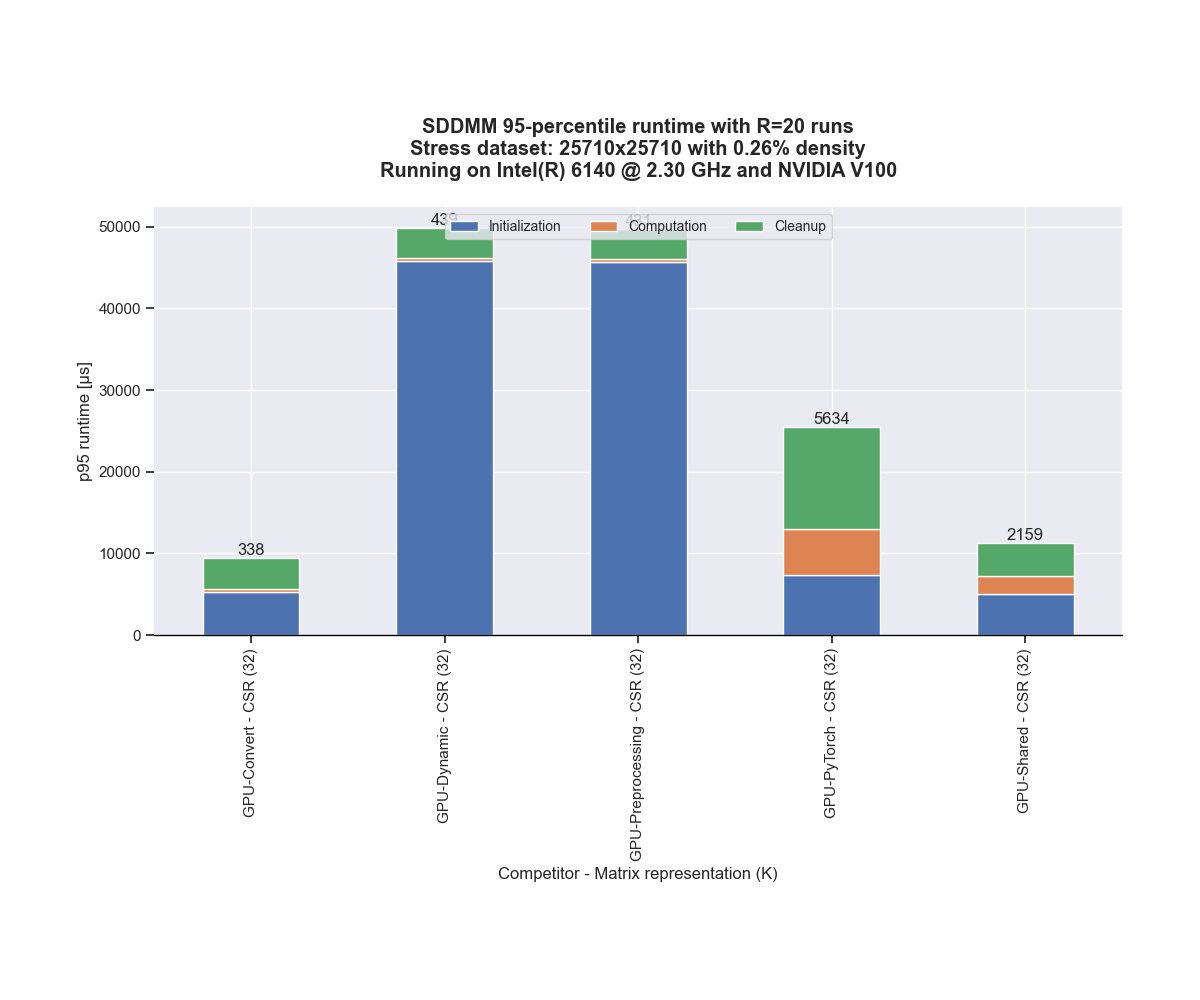 SDDMM 95-percentile runtime with R=20 runs
Stress dataset: 25710x25710 with 0.26% density
Running on Intel(R) 6140 @ 2.30 GHz and NVIDIA V100
439
431
Initialization
Computation
Cleanup
p95 runtime [µs]
50000
40000
30000
20000
10000
0
338
5634
2159
GPU-Convert - CSR (32)
GPU-Dynamic - CSR (32)
GPU-Preprocessing - CSR (32)
GPU-PyTorch - CSR (32)
GPU-Shared - CSR (32)
Competitor - Matrix representation (K)